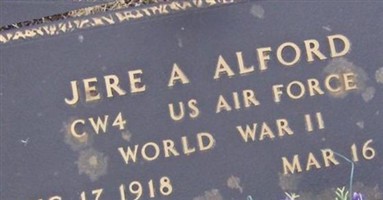 JERE A ALFORD
CW4 US AIR FORCE
WORLD WAR II
17 1918 MAR 16